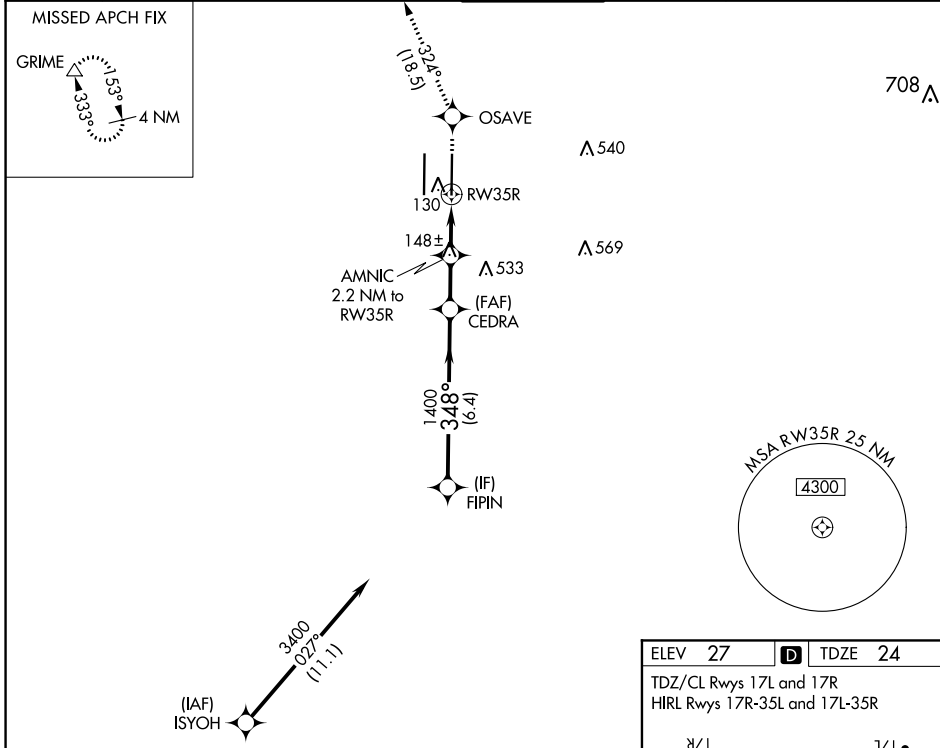 MISSED APCH FIX
GRIME
153°
333°
4 NM
324°
(18.5)
708
OSAVE
540
RW35R
130
148±
569
533
AMNIC
2.2 NM to
RW35R
(FAF)
CEDRA
1400
348°
(6.4)
(IF)
FIPIN
MSA RW35R 25 NM
4300
3400
027°
(11.1)
(IAF)
ISYOH
ELEV 27 D TDZE 24
TDZ/CL Rwys 17L and 17R
HIRL Rwys 17R-35L and 17L-35R